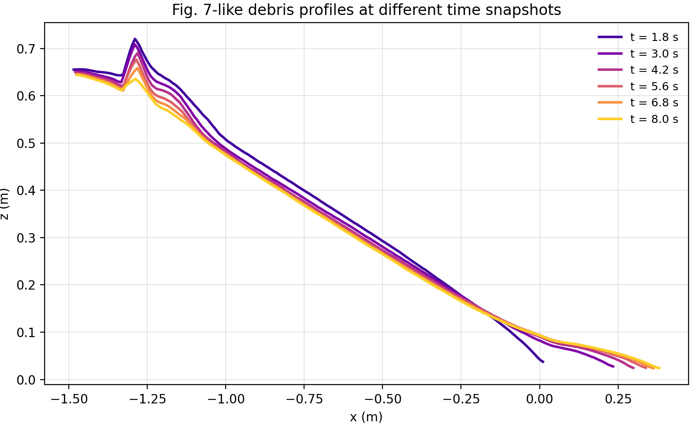 Fig. 7-like debris profiles at different time snapshots
t = 1.8 s
t = 3.0 s
t = 4.2 s
t = 5.6 s
t = 6.8 s
t = 8.0 s
z (m)
0.7
0.6
0.5
0.4
0.3
0.2
0.1
0.0
−1.50 −1.25 −1.00 −0.75 −0.50 −0.25 0.00 0.25
x (m)